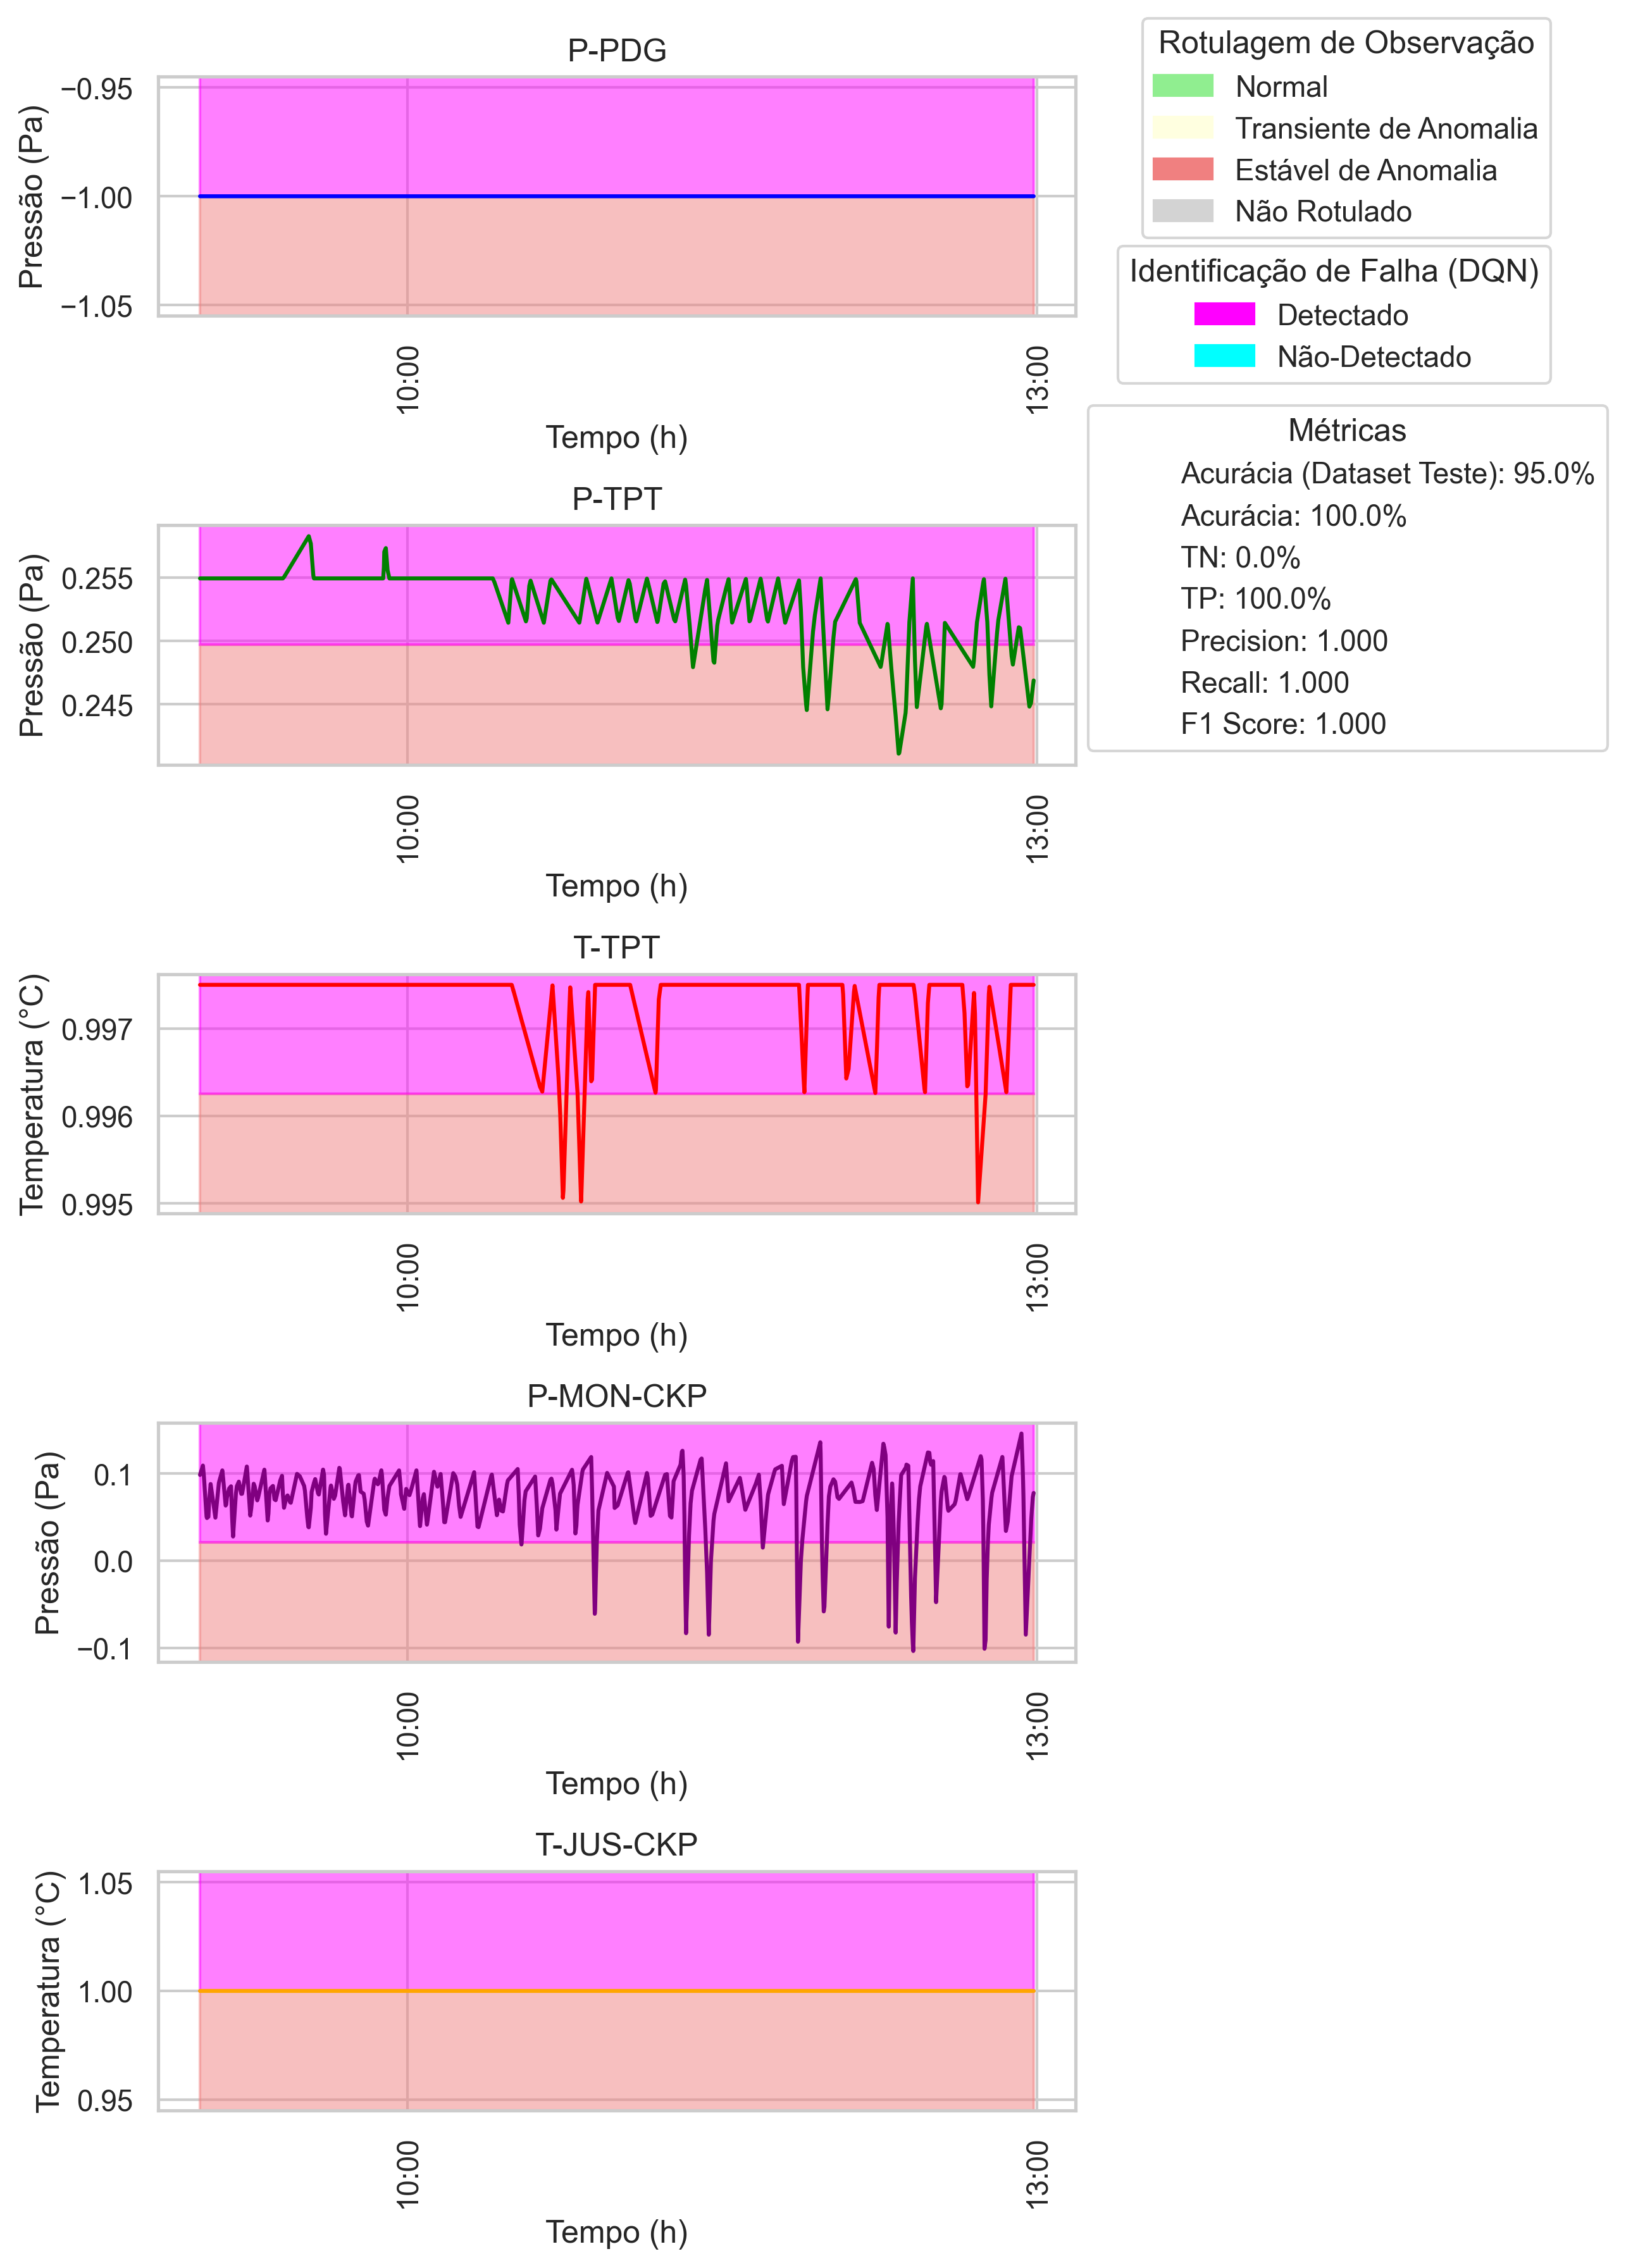 P-PDG
Pressão (Pa)
−0.95
−1.00
−1.05
10:00
13:00
Tempo (h)
Rotulagem de Observação
Normal
Transiente de Anomalia
Estável de Anomalia
Não Rotulado
Identificação de Falha (DQN)
Detectado
Não-Detectado
Métricas
Acurácia (Dataset Teste): 95.0%
Acurácia: 100.0%
TN: 0.0%
TP: 100.0%
Precision: 1.000
Recall: 1.000
F1 Score: 1.000
P-TPT
Pressão (Pa)
0.255
0.250
0.245
10:00
13:00
Tempo (h)
T-TPT
Temperatura (°C)
0.997
0.996
0.995
10:00
13:00
Tempo (h)
P-MON-CKP
Pressão (Pa)
0.1
0.0
−0.1
10:00
13:00
Tempo (h)
T-JUS-CKP
Temperatura (°C)
1.05
1.00
0.95
10:00
13:00
Tempo (h)